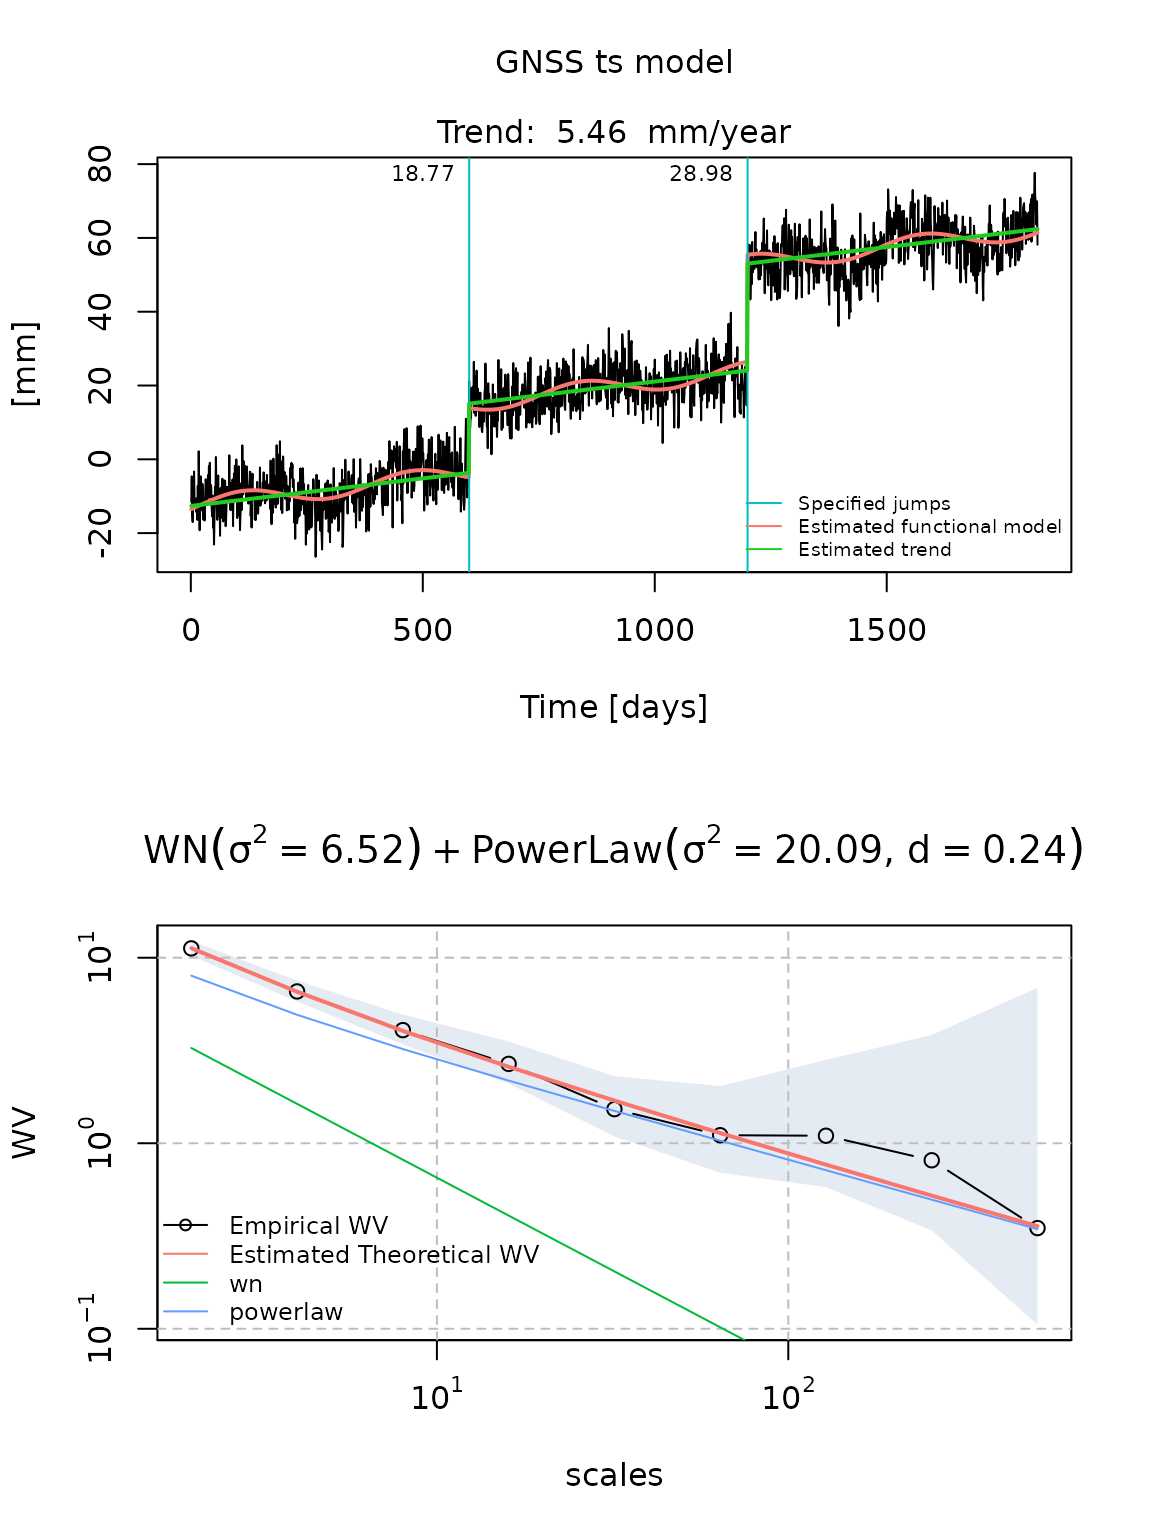 GNSS ts model
Trend: 5.46 mm/year
18.77 28.98
80
60
40
20
0
-20
[mm]
Specified jumps
Estimated functional model
Estimated trend
0 500 1000 1500
Time [days]
WN(σ² = 6.52) + PowerLaw(σ² = 20.09, d = 0.24)
10¹
10⁰
10⁻¹
WV
Empirical WV
Estimated Theoretical WV
wn
powerlaw
10¹ 10²
scales